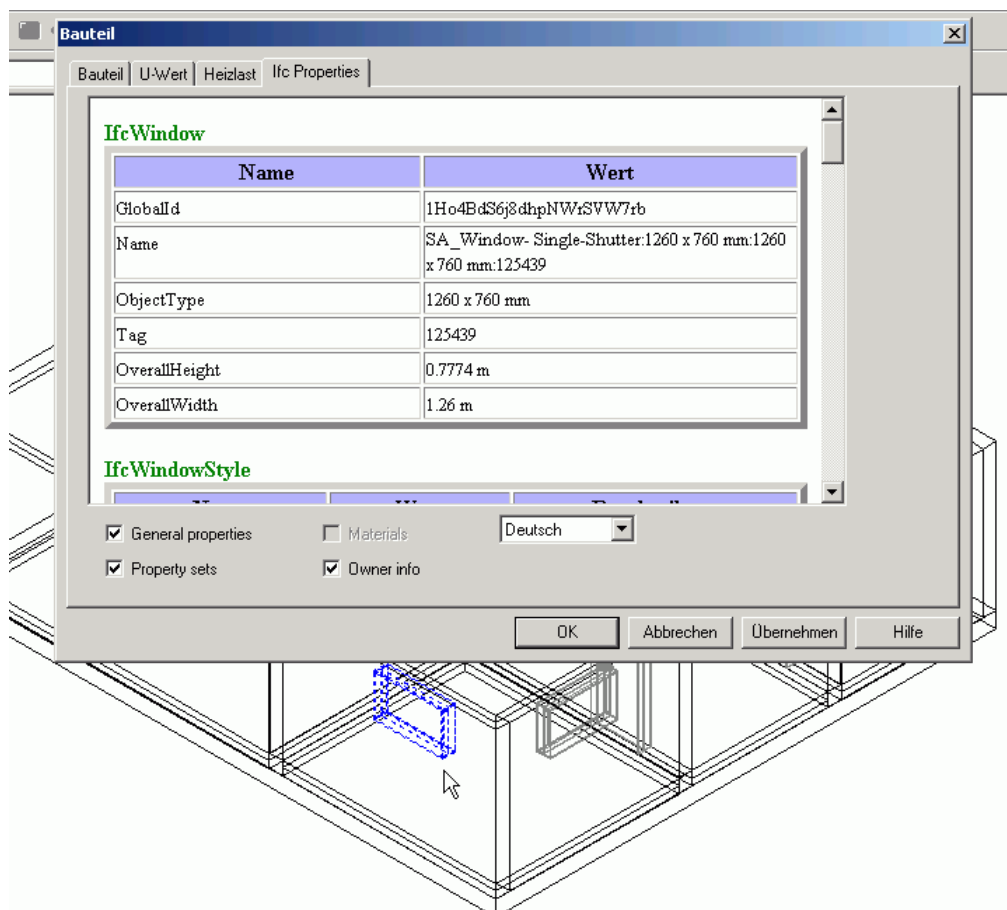 Bauteil
Bauteil U-Wert Heizlast Ifc Properties
IfcWindow
Name Wert
GlobalId 1Ho4BdS6j8dhpNWrSVW7rb
Name SA_Window- Single-Shutter:1260 x 760 mm:1260
x 760 mm:125439
ObjectType 1260 x 760 mm
Tag 125439
OverallHeight 0.7774 m
OverallWidth 1.26 m
IfcWindowStyle
General properties Materials Deutsch
Property sets Owner info
OK Abbrechen Übernehmen Hilfe